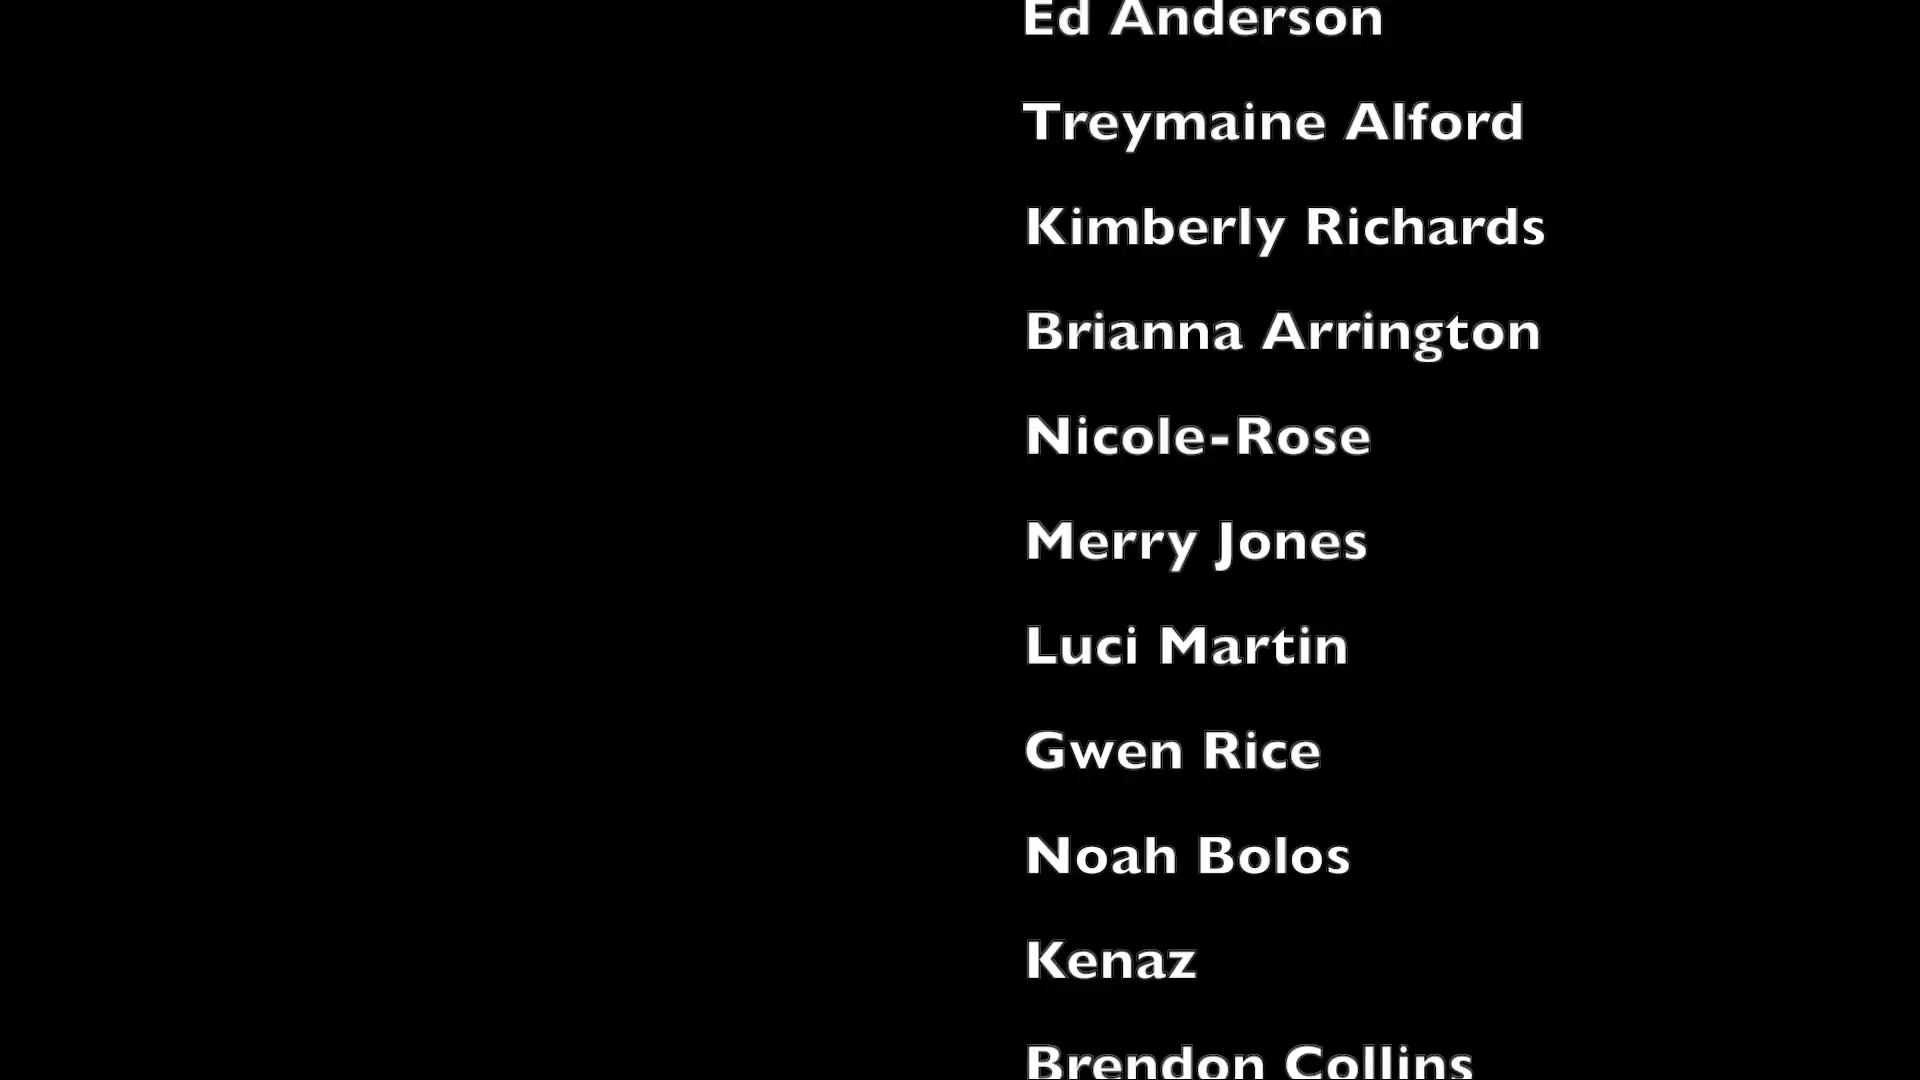 Ed Anderson
Treymaine Alford
Kimberly Richards
Brianna Arrington
Nicole-Rose
Merry Jones
Luci Martin
Gwen Rice
Noah Bolos
Kenaz
Brendon Collins